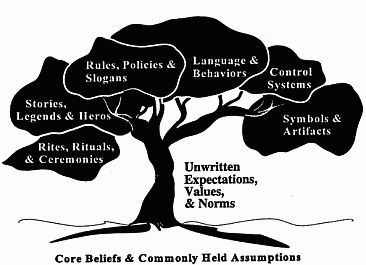 Rules, Policies &
Slogans
Language &
Behaviors
Control
Systems
Stories,
Legends & Heros
Symbols &
Artifacts
Rites, Rituals,
& Ceremonies
Unwritten
Expectations,
Values,
& Norms
Core Beliefs & Commonly Held Assumptions